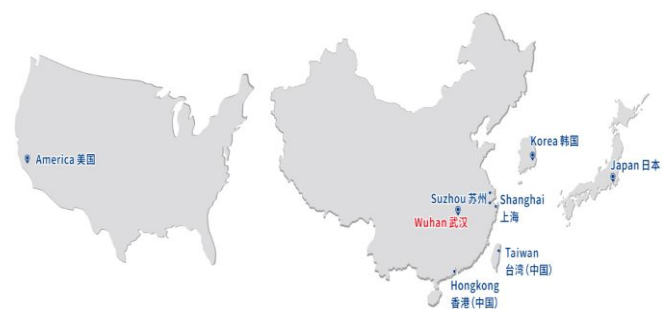 America 美国
Korea 韩国
Japan 日本
Suzhou 苏州
Shanghai
上海
Wuhan 武汉
Taiwan
台湾(中国)
Hongkong
香港(中国)